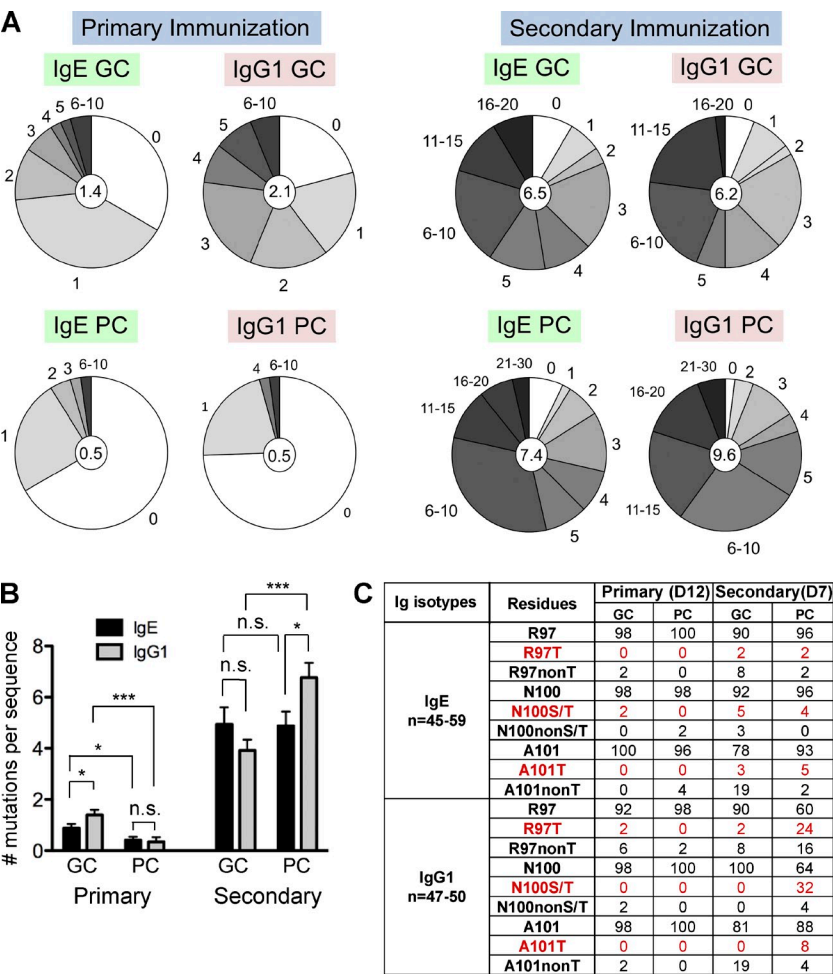 A
Primary Immunization
Secondary Immunization
IgE GC
IgG1 GC
IgE GC
IgG1 GC
0
1
2
3
4
5
6-10
1.4
0
1
2
3
4
5
6-10
2.1
0
1
2
3
4
5
6-10
11-15
16-20
6.5
0
1
2
3
4
5
6-10
11-15
16-20
6.2
IgE PC
IgG1 PC
IgE PC
IgG1 PC
0
1
2
3
6-10
0.5
0
1
4
6-10
0.5
0
1
2
3
4
5
6-10
11-15
16-20
21-30
7.4
0
2
3
4
5
6-10
11-15
16-20
21-30
9.6
B
# mutations per sequence
8
6
4
2
0
IgE
IgG1
*
*
***
n.s.
n.s.
n.s.
*
***
GC PC GC PC
Primary Secondary
C
Ig isotypes Residues Primary (D12) Secondary(D7)
GC PC GC PC
IgE
n=45-59
R97 98 100 90 96
R97T 0 0 2 2
R97nonT 2 0 8 2
N100 98 98 92 96
N100S/T 2 0 5 4
N100nonS/T 0 2 3 0
A101 100 96 78 93
A101T 0 0 3 5
A101nonT 0 4 19 2
IgG1
n=47-50
R97 92 98 90 60
R97T 2 0 2 24
R97nonT 6 2 8 16
N100 98 100 100 64
N100S/T 0 0 0 32
N100nonS/T 2 0 0 4
A101 98 100 81 88
A101T 0 0 0 8
A101nonT 2 0 19 4